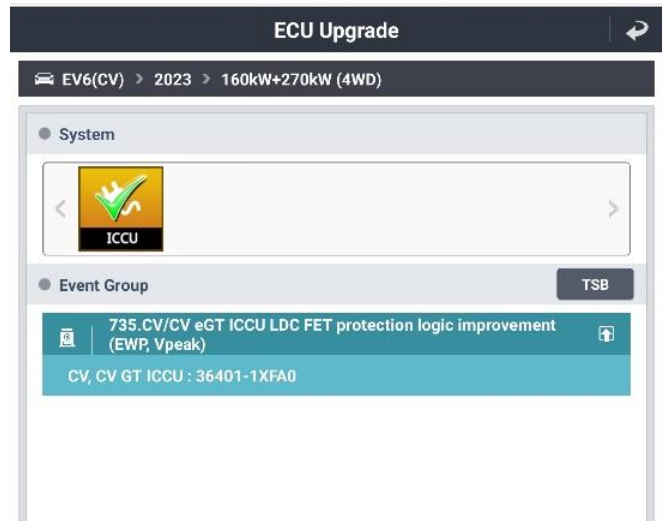 ECU Upgrade
EV6(CV) > 2023 > 160kW+270kW (4WD)
System
ICCU
Event Group
TSB
735.CV/CV eGT ICCU LDC FET protection logic improvement
(EWP, Vpeak)
CV, CV GT ICCU : 36401-1XFA0